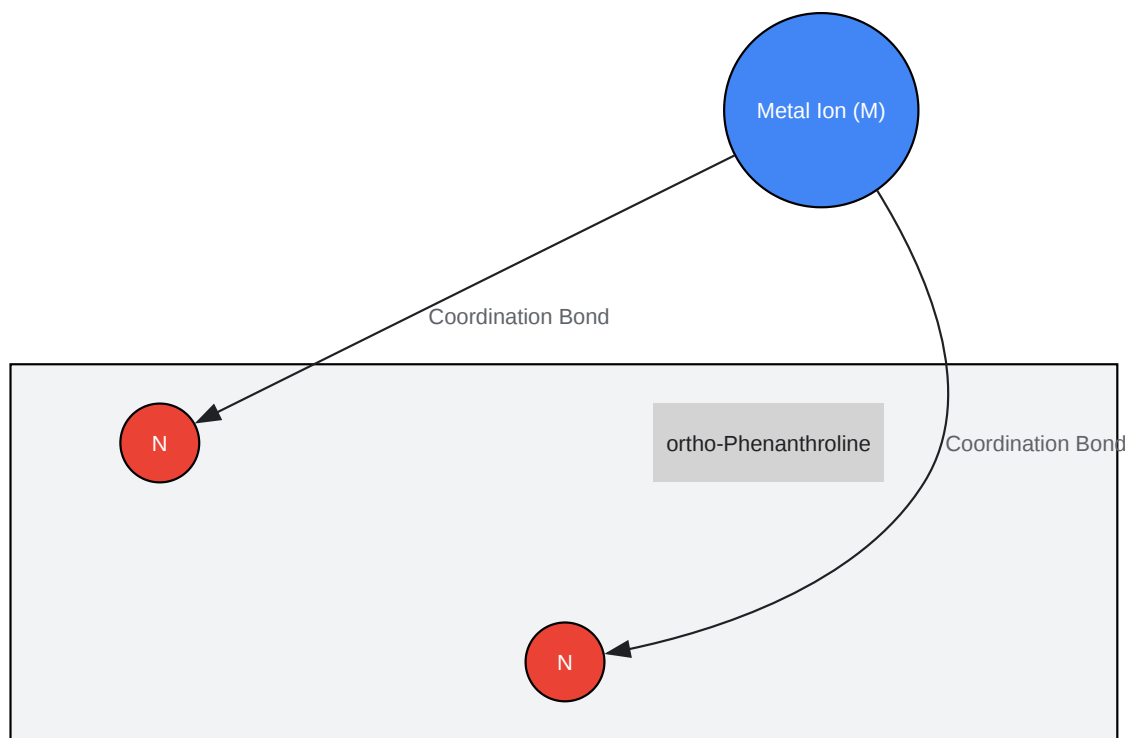 Metal Ion (M)
Coordination Bond
N
ortho-Phenanthroline
Coordination Bond
N